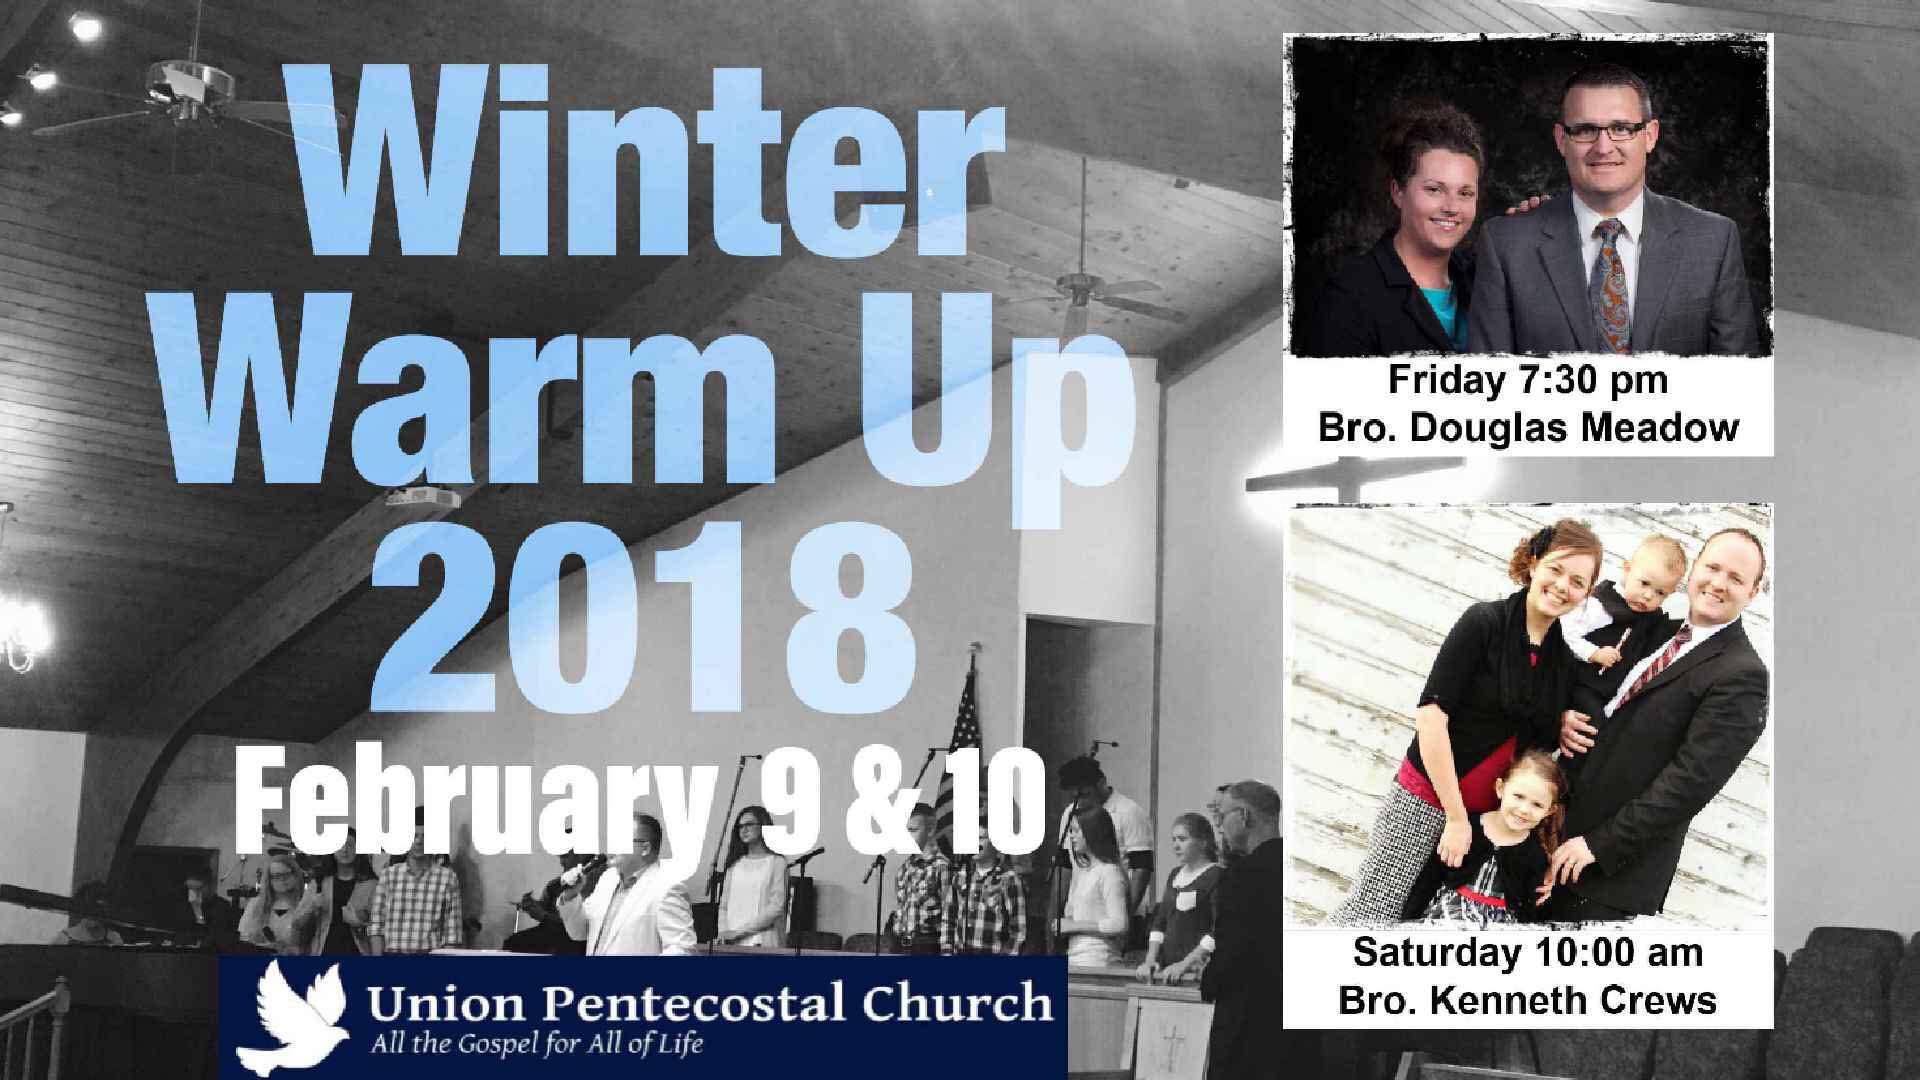 Winter
Warm Up
2018
February 9 & 10
Union Pentecostal Church
All the Gospel for All of Life
Friday 7:30 pm
Bro. Douglas Meadow
Saturday 10:00 am
Bro. Kenneth Crews